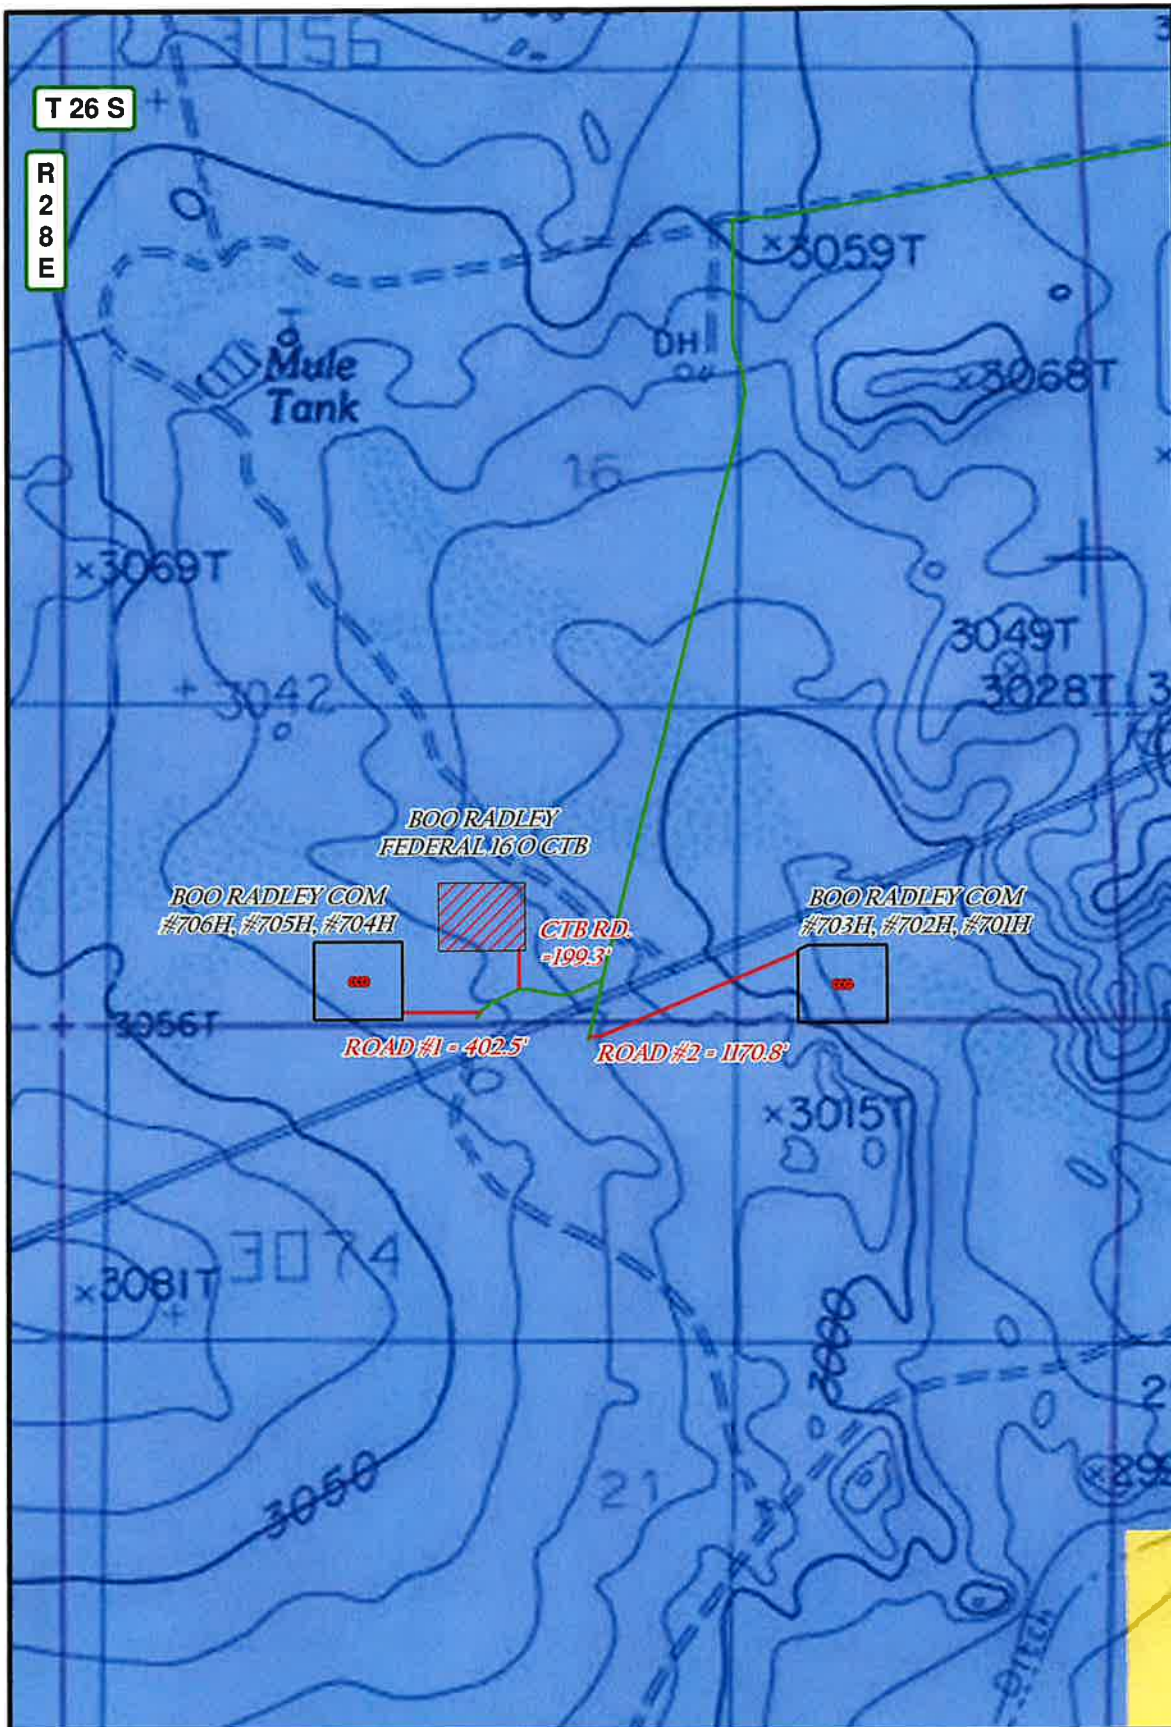 3056
T 26 S
R
2
8
E
×3059T
DH
Mule
Tank
3068T
16
×3069T
3049T
3042
3028T
BOO RADLEY
FEDERAL 16 O CTB
BOO RADLEY COM
#706H, #705H, #704H
CTB RD.
=199.3'
BOO RADLEY COM
#703H, #702H, #701H
3056T
ROAD #1 = 402.5'
ROAD #2 = 1170.8'
×3015T
3074
×3081T
3000
3050
21
Ditch